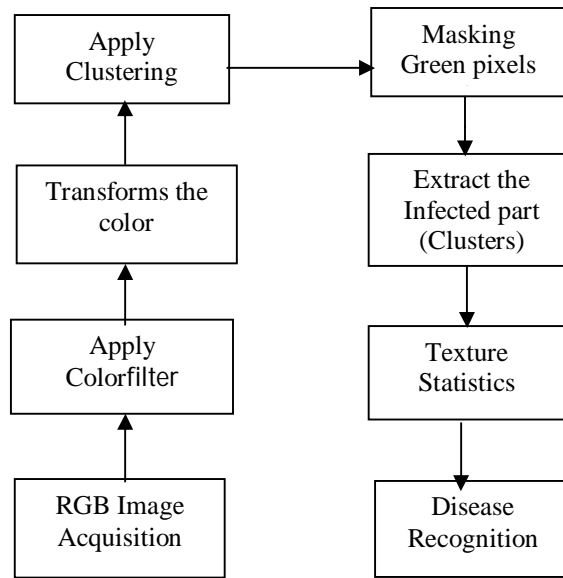 Apply
Clustering
Masking
Green pixels
Transforms the
color
Extract the
Infected part
(Clusters)
Apply
Colorfilter
Texture
Statistics
RGB Image
Acquisition
Disease
Recognition